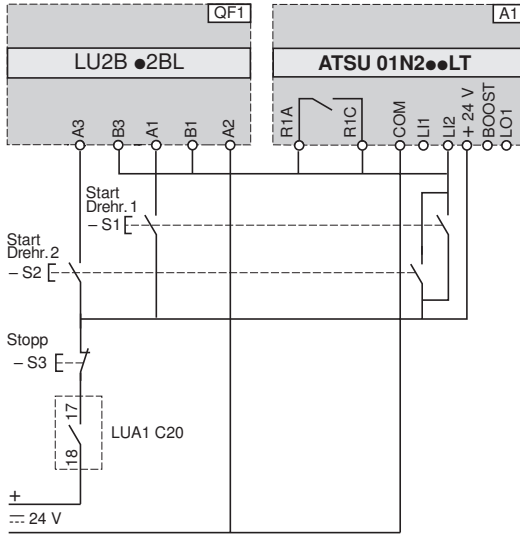 QF1
A1
LU2B ●2BL
ATSU 01N2●●LT
A3
B3
A1
B1
A2
R1A
R1C
COM
LI1
LI2
+ 24 V
BOOST
LO1
Start
Drehr. 1
– S1
Start
Drehr. 2
– S2
Stopp
– S3
17
18
LUA1 C20
+
24 V